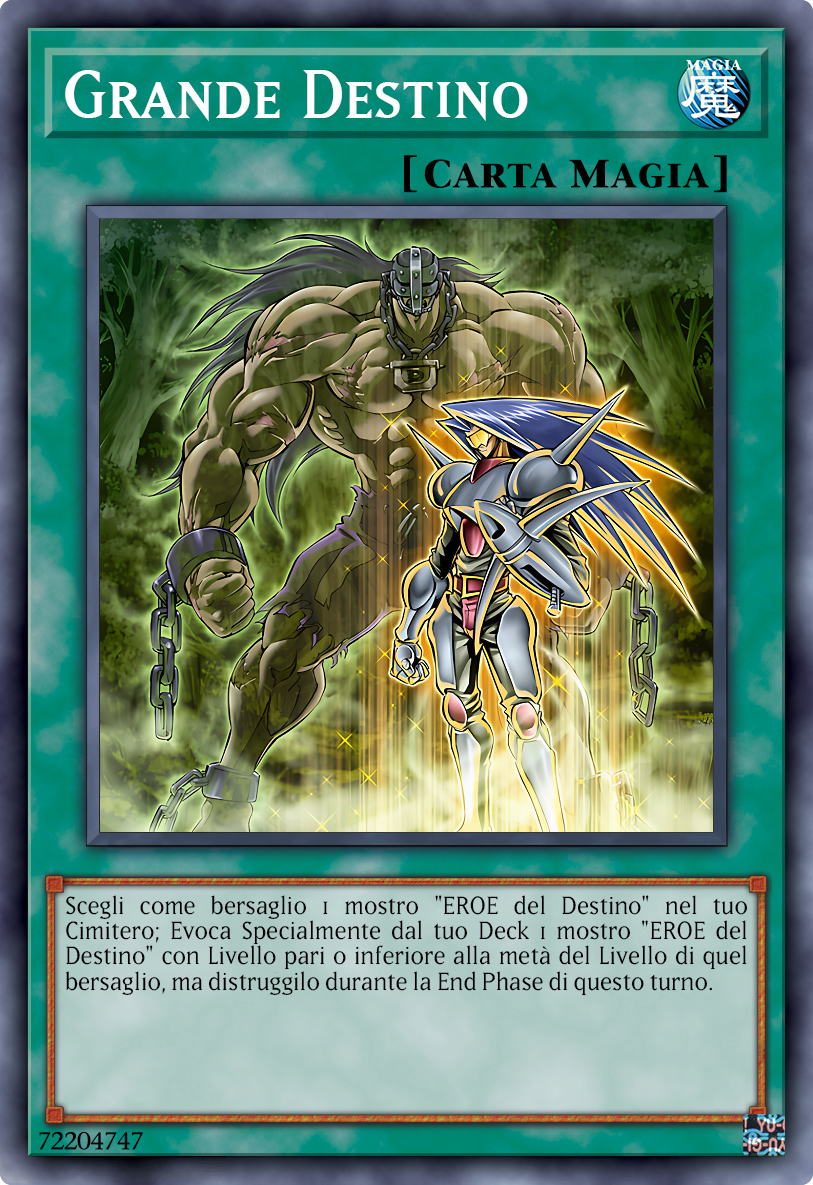 GRANDE DESTINO
MAGIA
魔
[CARTA MAGIA]
D
Scegli come bersaglio 1 mostro "EROE del Destino" nel tuo
Cimitero; Evoca Specialmente dal tuo Deck 1 mostro "EROE del
Destino" con Livello pari o inferiore alla metà del Livello di quel
bersaglio, ma distruggilo durante la End Phase di questo turno.
72204747